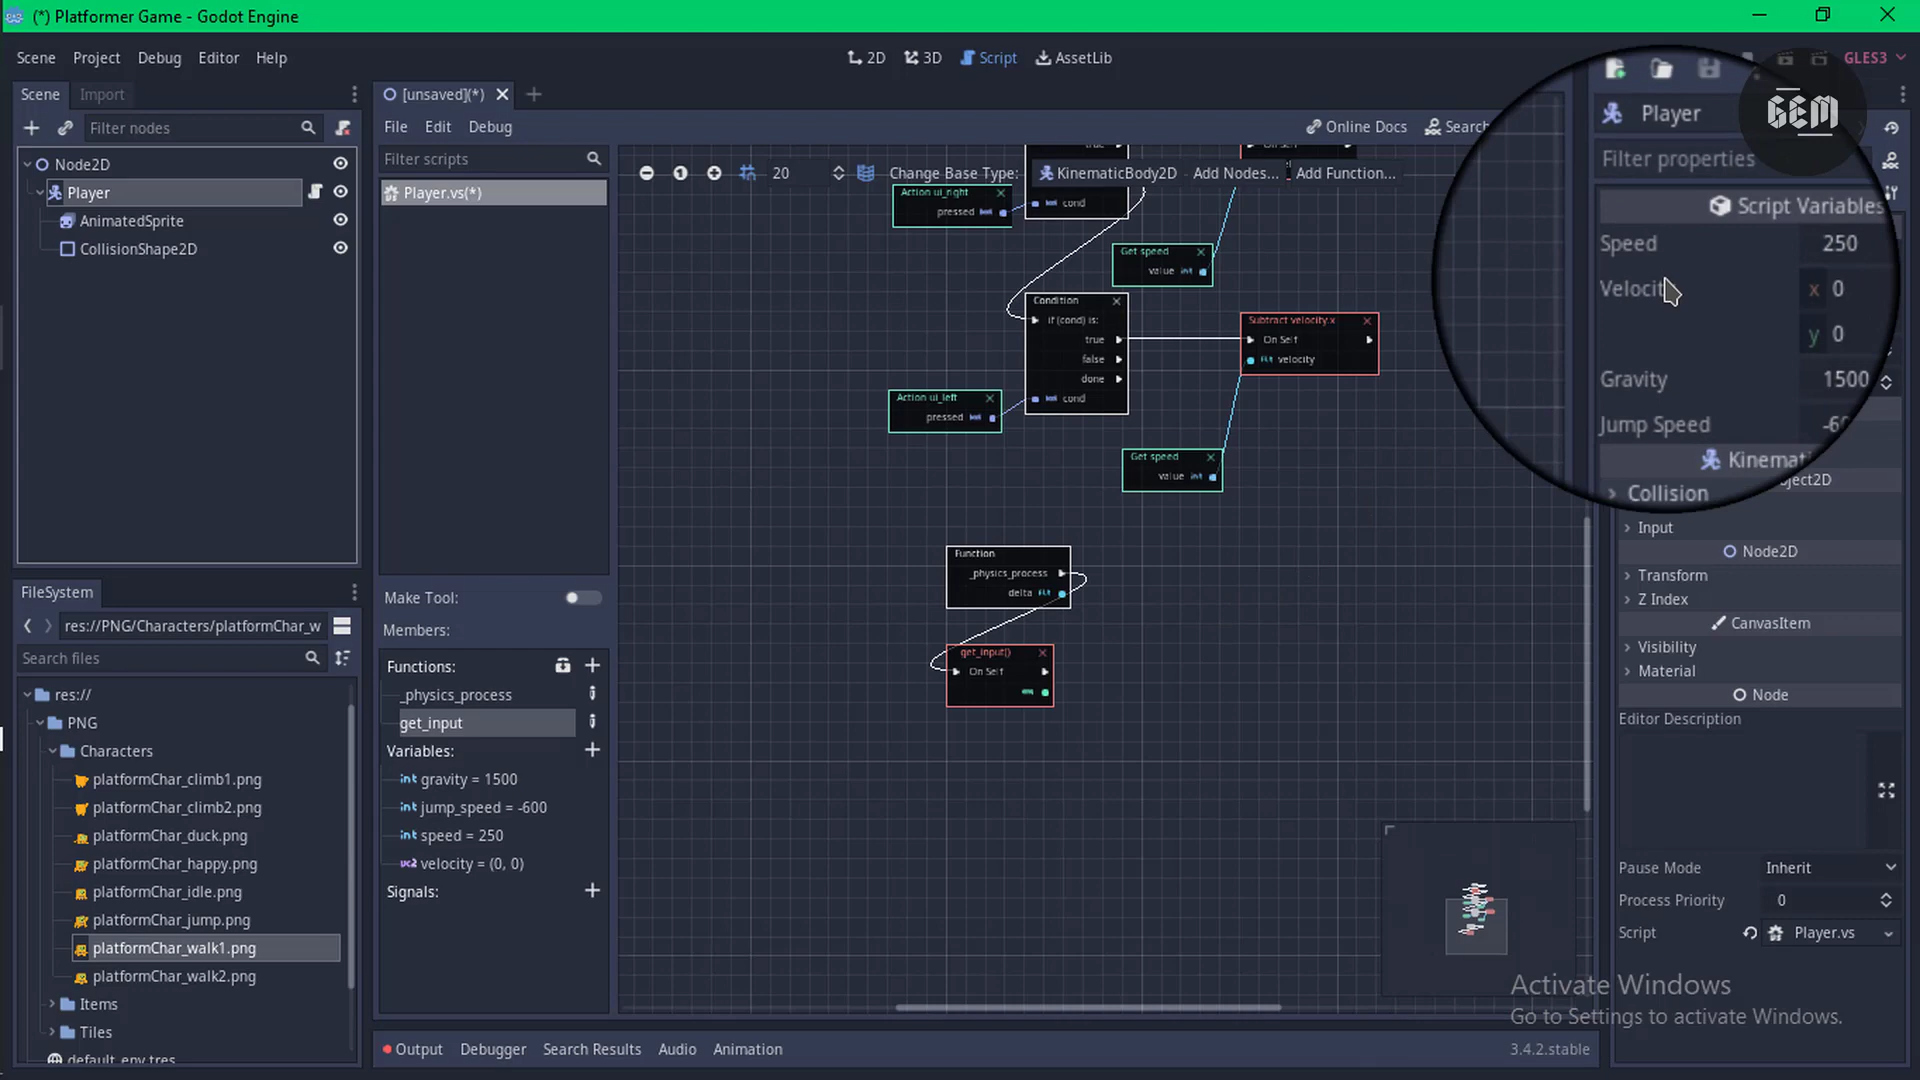 (*) Platformer Game - Godot Engine
Scene Project Debug Editor Help
2D 3D Script AssetLib
GLES3
Scene Import
[unsaved](*)
Filter nodes
File Edit Debug
Online Docs Search
Player
GEM
Filter scripts
Filter properties
Node2D
Player
AnimatedSprite
CollisionShape2D
Player.vs(*)
20
Change Base Type: KinematicBody2D Add Nodes... Add Function...
Action ui_right
pressed
cond
Get speed
value int
Condition
if (cond) is:
true
false
done
cond
Subtract velocity.x
On Self
velocity
Action ui_left
pressed
Get speed
value int
Function
_physics_process
delta
get_input()
On Self
Script Variables
Speed 250
Velocit x 0
y 0
Gravity 1500
Jump Speed
Kinemati
Collision
Input
Node2D
Transform
Z Index
CanvasItem
Visibility
Material
Node
Editor Description
Pause Mode Inherit
Process Priority 0
Script Player.vs
FileSystem
res://PNG/Characters/platformChar_w
Search files
res://
PNG
Characters
platformChar_climb1.png
platformChar_climb2.png
platformChar_duck.png
platformChar_happy.png
platformChar_idle.png
platformChar_jump.png
platformChar_walk1.png
platformChar_walk2.png
Items
Tiles
default_env.tres
Make Tool:
Members:
Functions:
_physics_process
get_input
Variables:
int gravity = 1500
int jump_speed = -600
int speed = 250
vc2 velocity = (0, 0)
Signals:
Output Debugger Search Results Audio Animation
3.4.2.stable
Activate Windows
Go to Settings to activate Windows.